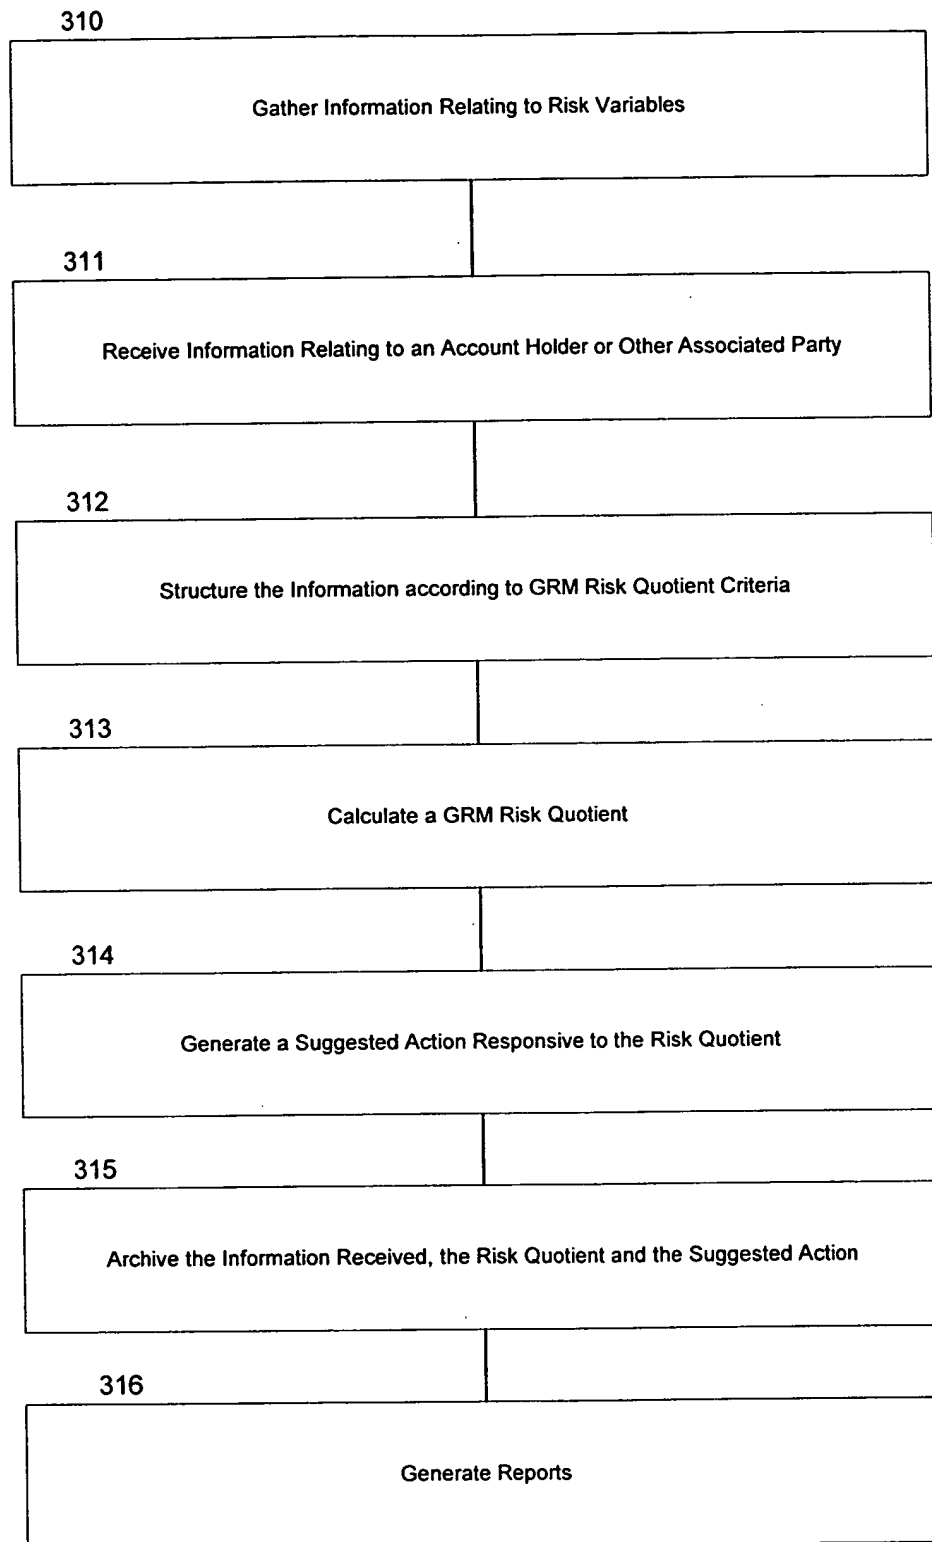 310
Gather Information Relating to Risk Variables
311
Receive Information Relating to an Account Holder or Other Associated Party
312
Structure the Information according to GRM Risk Quotient Criteria
313
Calculate a GRM Risk Quotient
314
Generate a Suggested Action Responsive to the Risk Quotient
315
Archive the Information Received, the Risk Quotient and the Suggested Action
316
Generate Reports